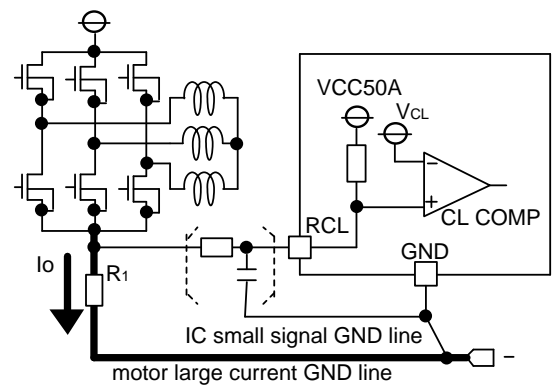 VCC50A
VCL
CL COMP
RCL
GND
Io
R1
IC small signal GND line
motor large current GND line